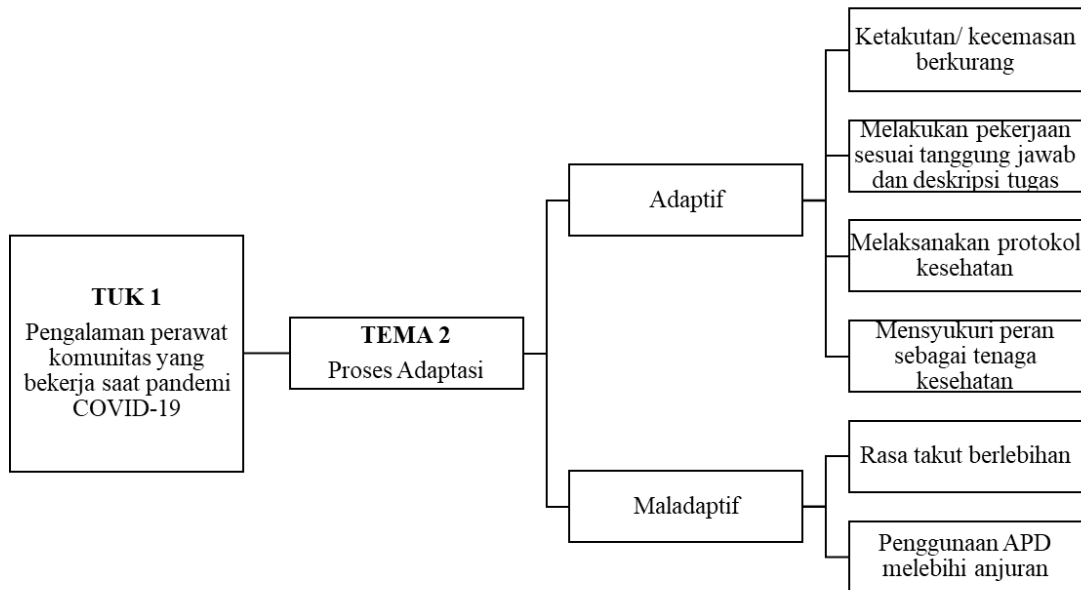 TUK 1
Pengalaman perawat
komunitas yang
bekerja saat pandemi
COVID-19
TEMA 2
Proses Adaptasi
Adaptif
Ketakutan/ kecemasan
berkurang
Melakukan pekerjaan
sesuai tanggung jawab
dan deskripsi tugas
Melaksanakan protokol
kesehatan
Mensyukuri peran
sebagai tenaga
kesehatan
Maladaptif
Rasa takut berlebihan
Penggunaan APD
melebihi anjuran